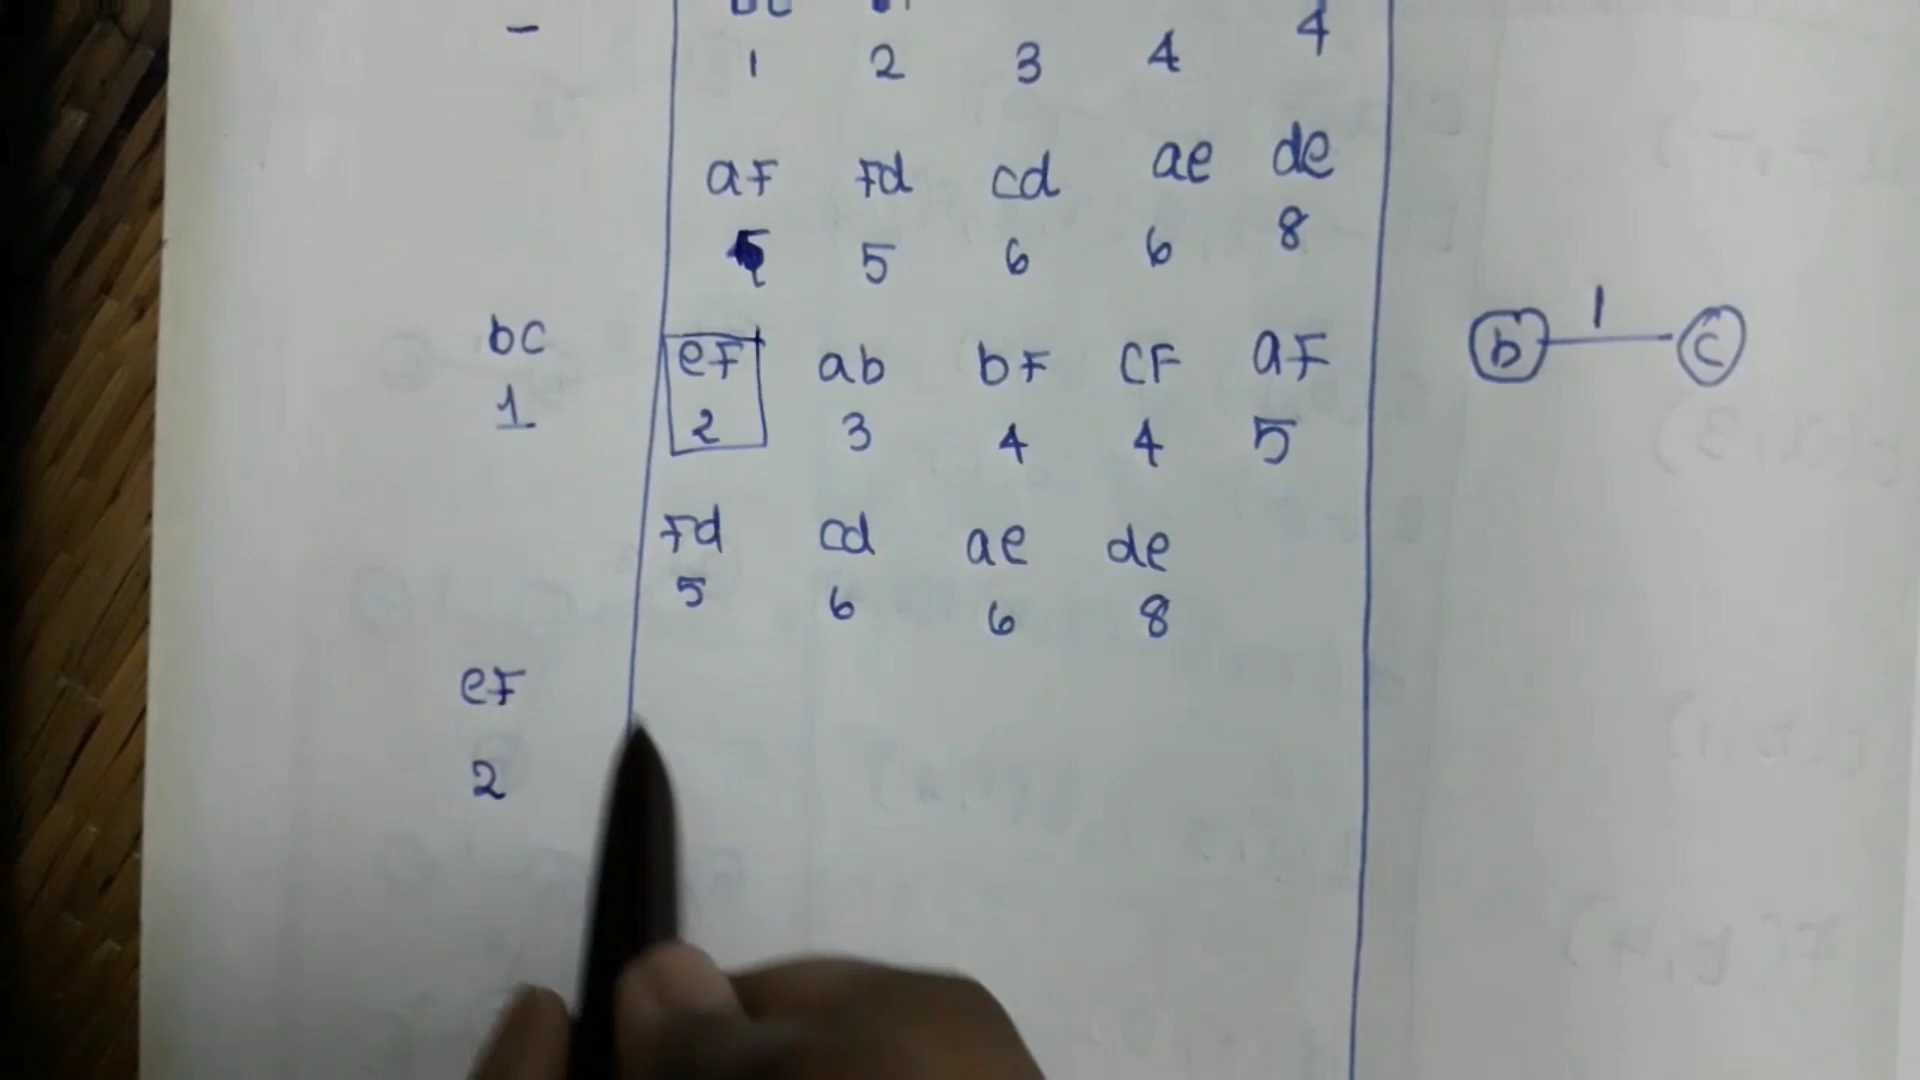 1 2 3 4 4
aF Fd cd ae de
5 5 6 6 8
bc eF ab bF cF aF
1 2 3 4 4 5
b 1 c
Fd cd ae de
5 6 6 8
eF
2